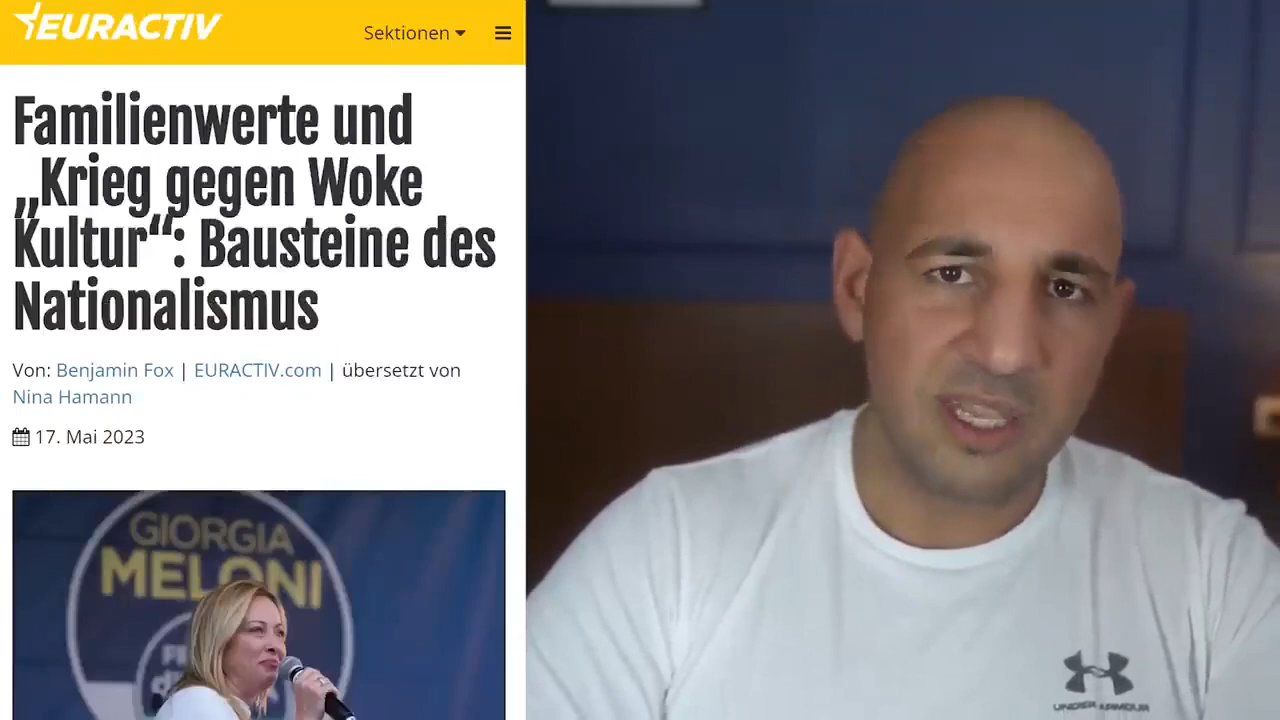 EURACTIV
Sektionen
Familienwerte und
„Krieg gegen Woke
Kultur“: Bausteine des
Nationalismus
Von: Benjamin Fox | EURACTIV.com | übersetzt von
Nina Hamann
17. Mai 2023
GIORGIA
MELONI
UNDER ARMOUR